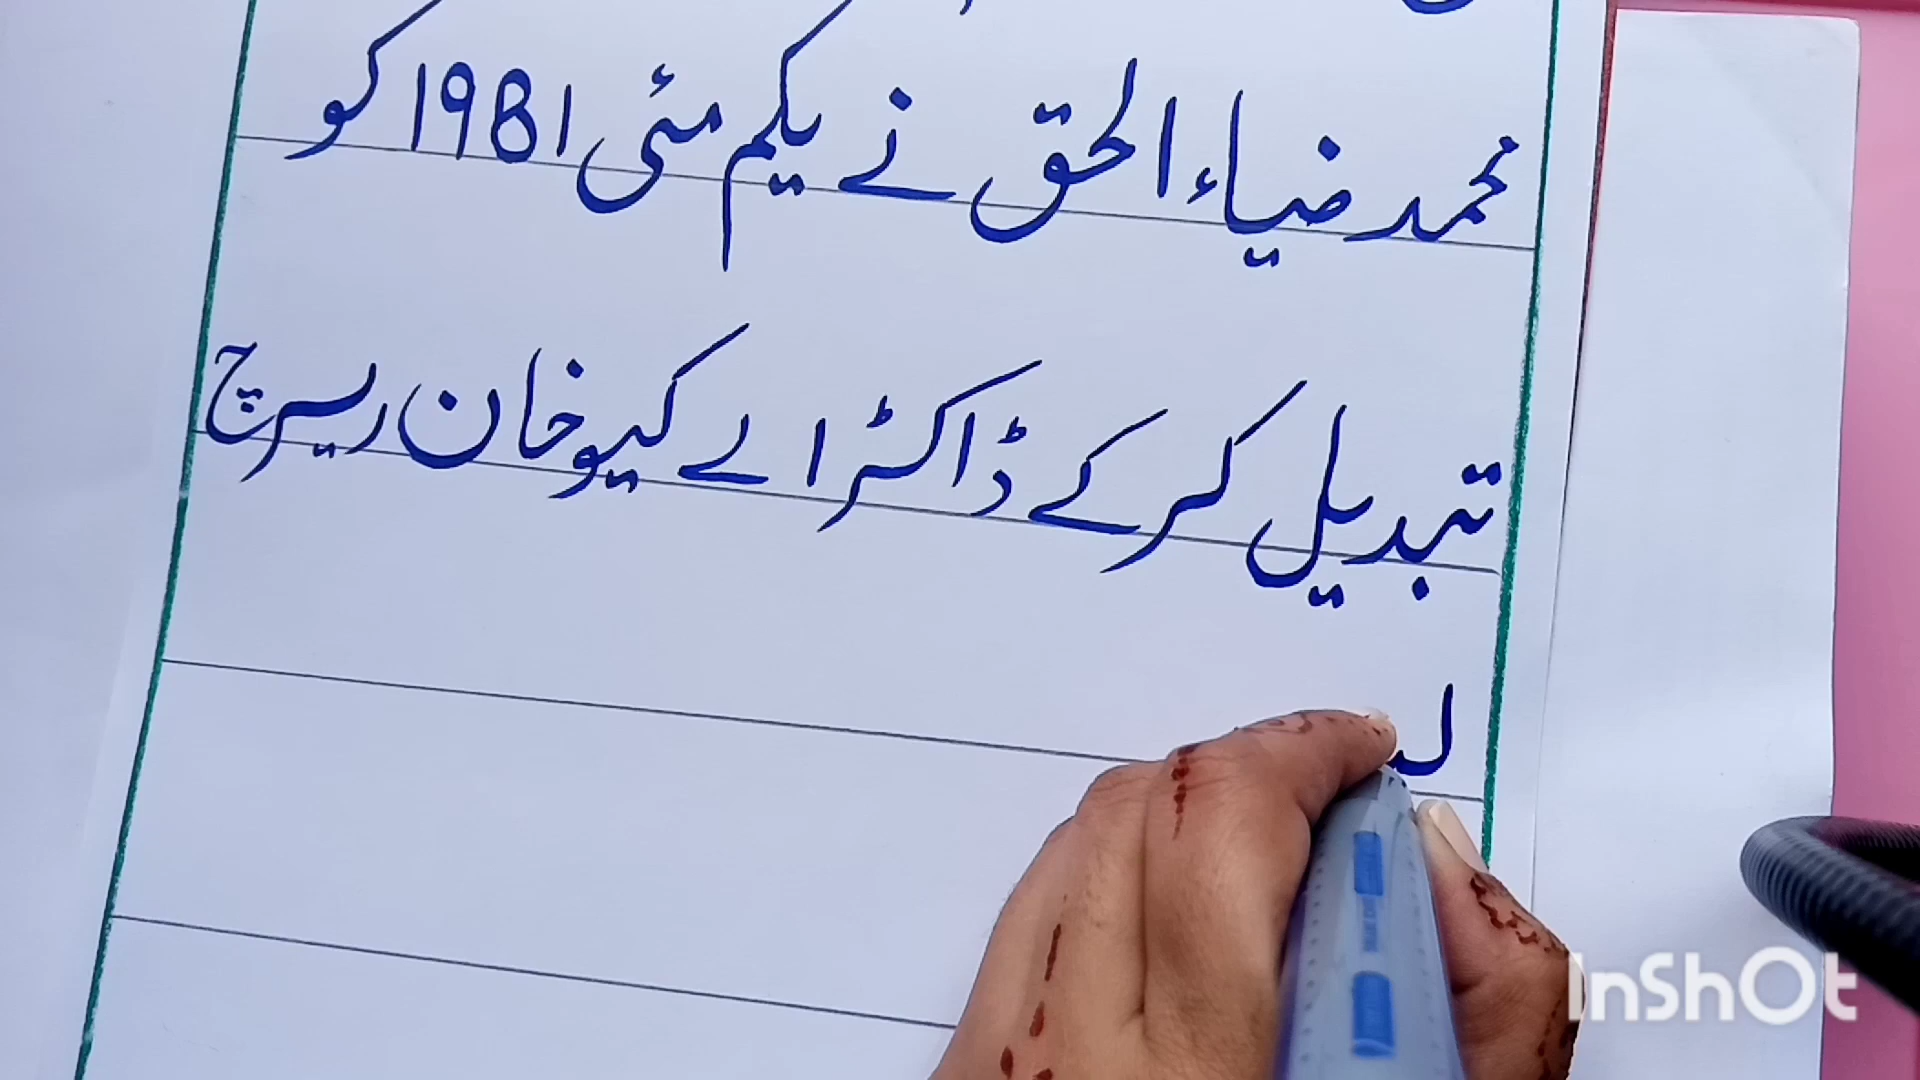 محمد ضیاء الحق نے یکم مئی 1981 کو
تبدیل کر کے ڈاکٹر اے کیو خان ریسرچ
InShOt